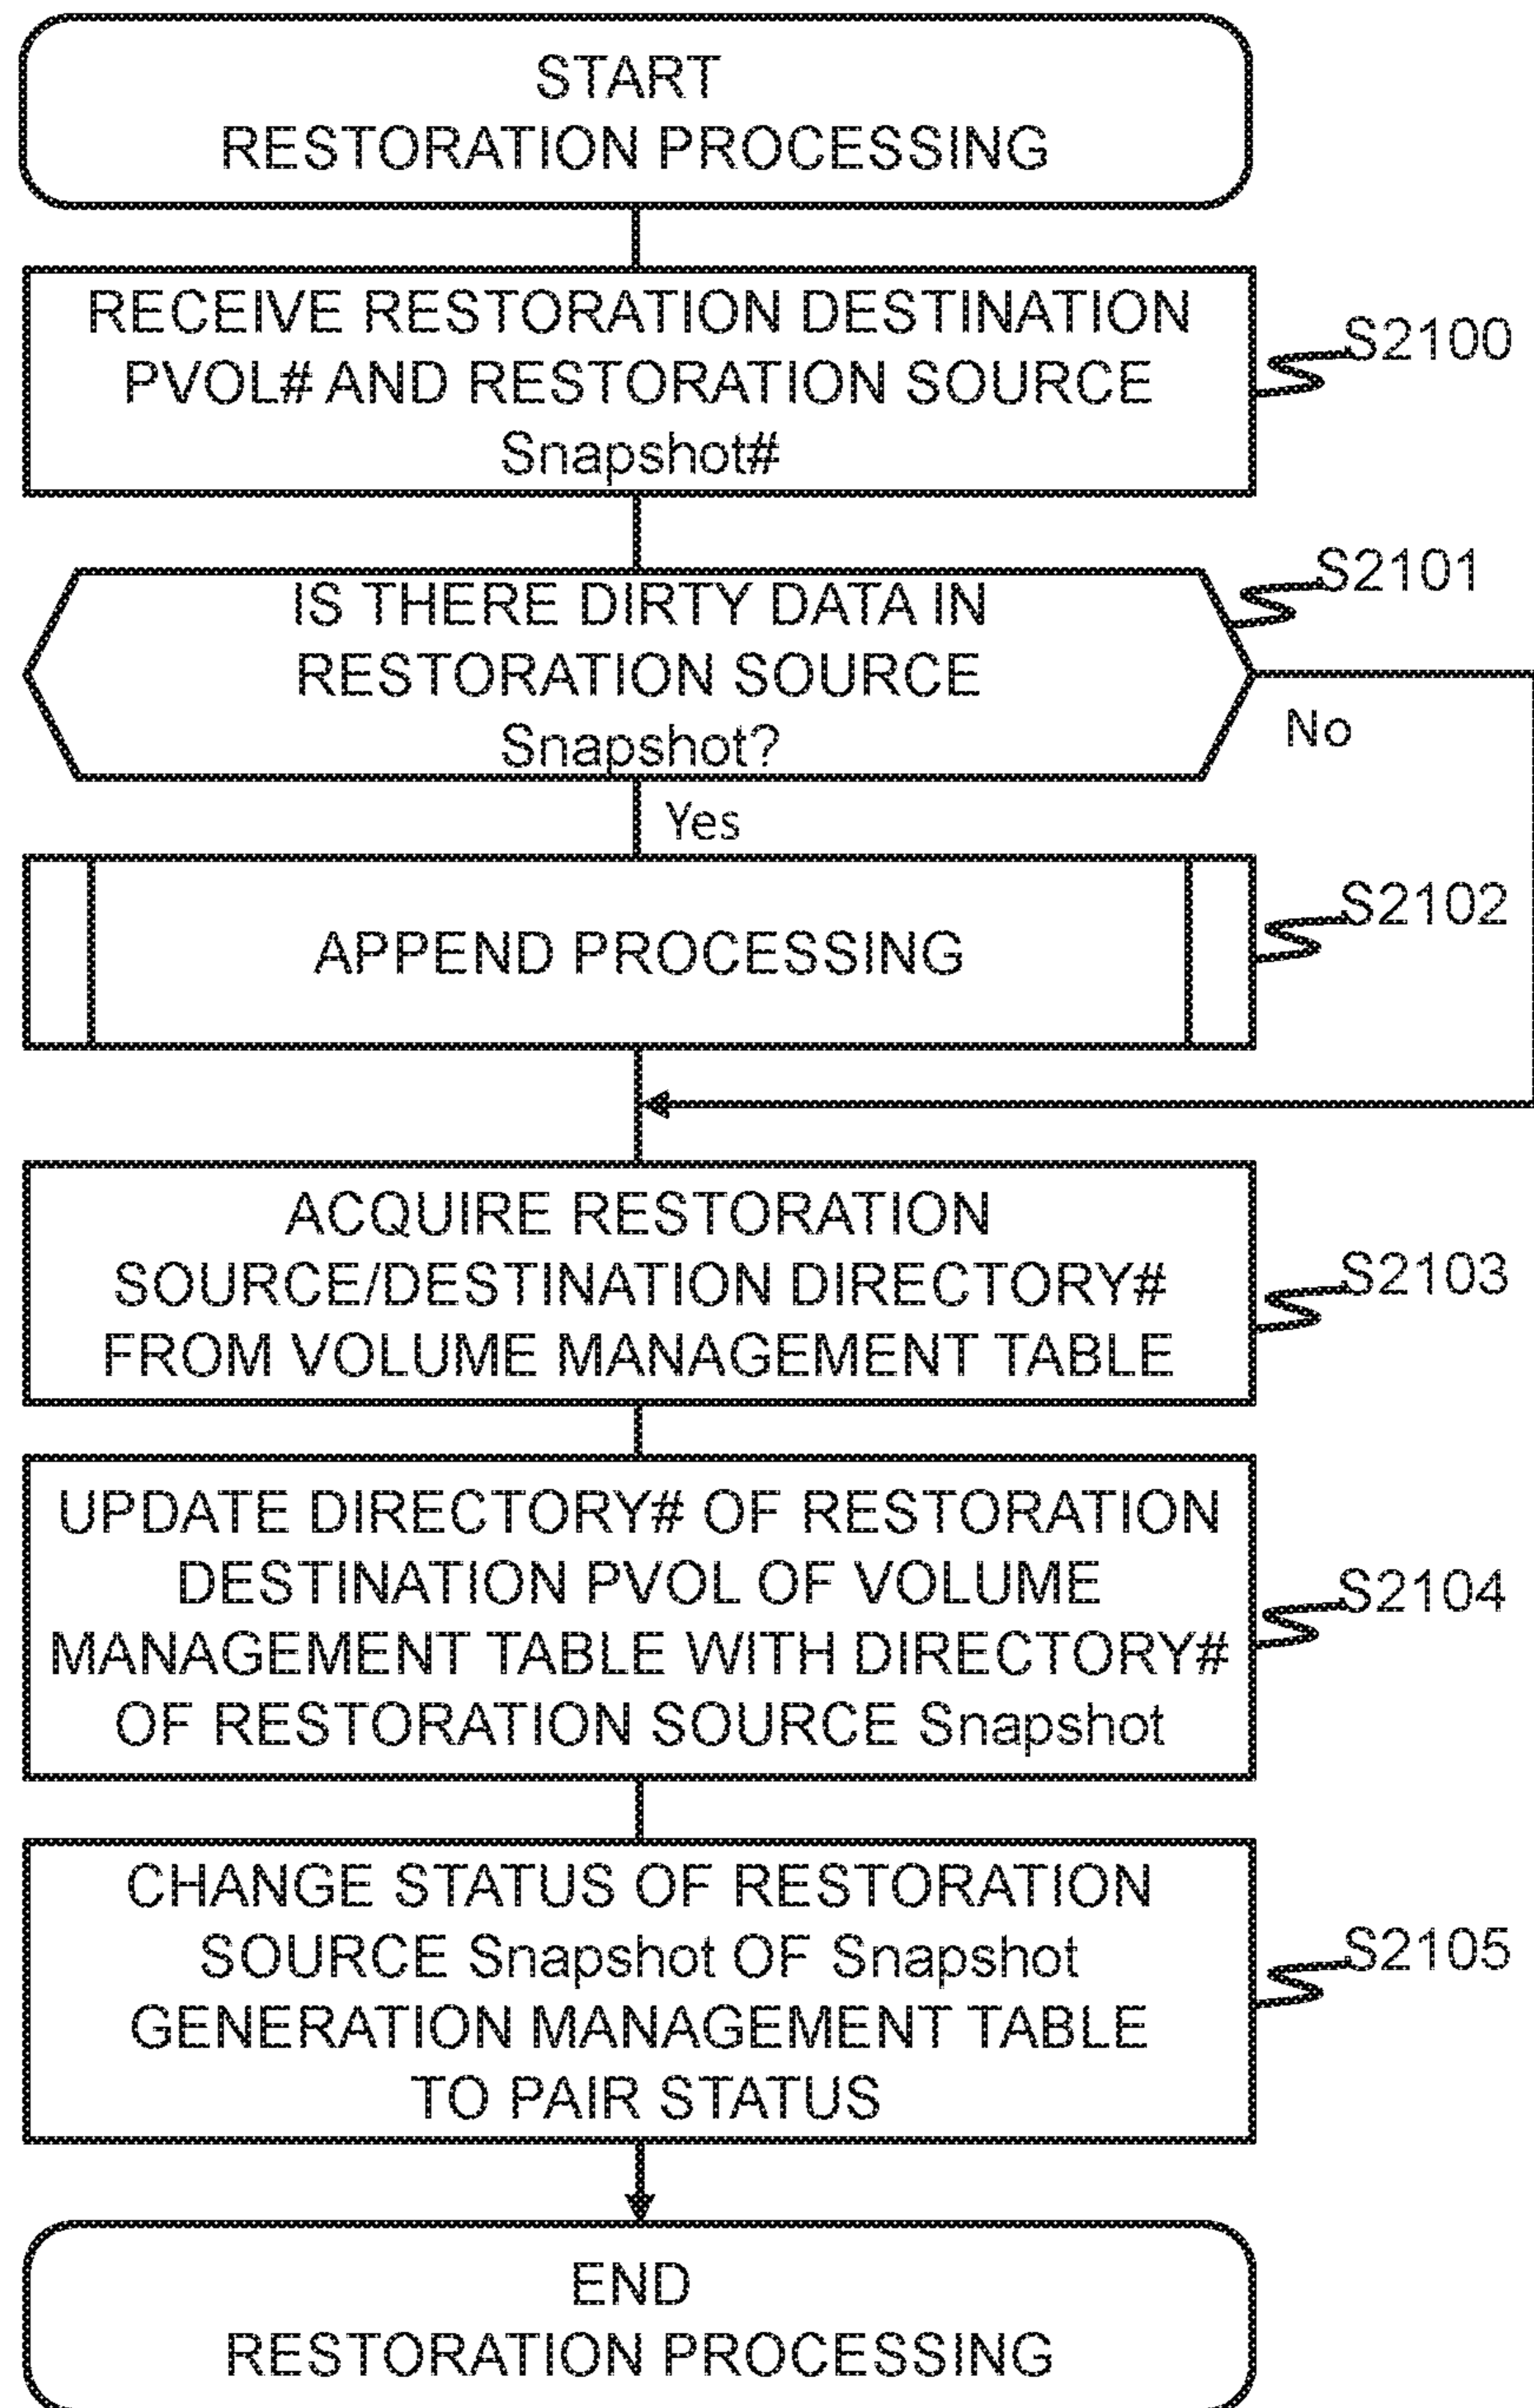 START
RESTORATION PROCESSING
RECEIVE RESTORATION DESTINATION
PVOL# AND RESTORATION SOURCE
Snapshot#
S2100
IS THERE DIRTY DATA IN
RESTORATION SOURCE
Snapshot?
S2101
No
Yes
APPEND PROCESSING
S2102
ACQUIRE RESTORATION
SOURCE/DESTINATION DIRECTORY#
FROM VOLUME MANAGEMENT TABLE
S2103
UPDATE DIRECTORY# OF RESTORATION
DESTINATION PVOL OF VOLUME
MANAGEMENT TABLE WITH DIRECTORY#
OF RESTORATION SOURCE Snapshot
S2104
CHANGE STATUS OF RESTORATION
SOURCE Snapshot OF Snapshot
GENERATION MANAGEMENT TABLE
TO PAIR STATUS
S2105
END
RESTORATION PROCESSING